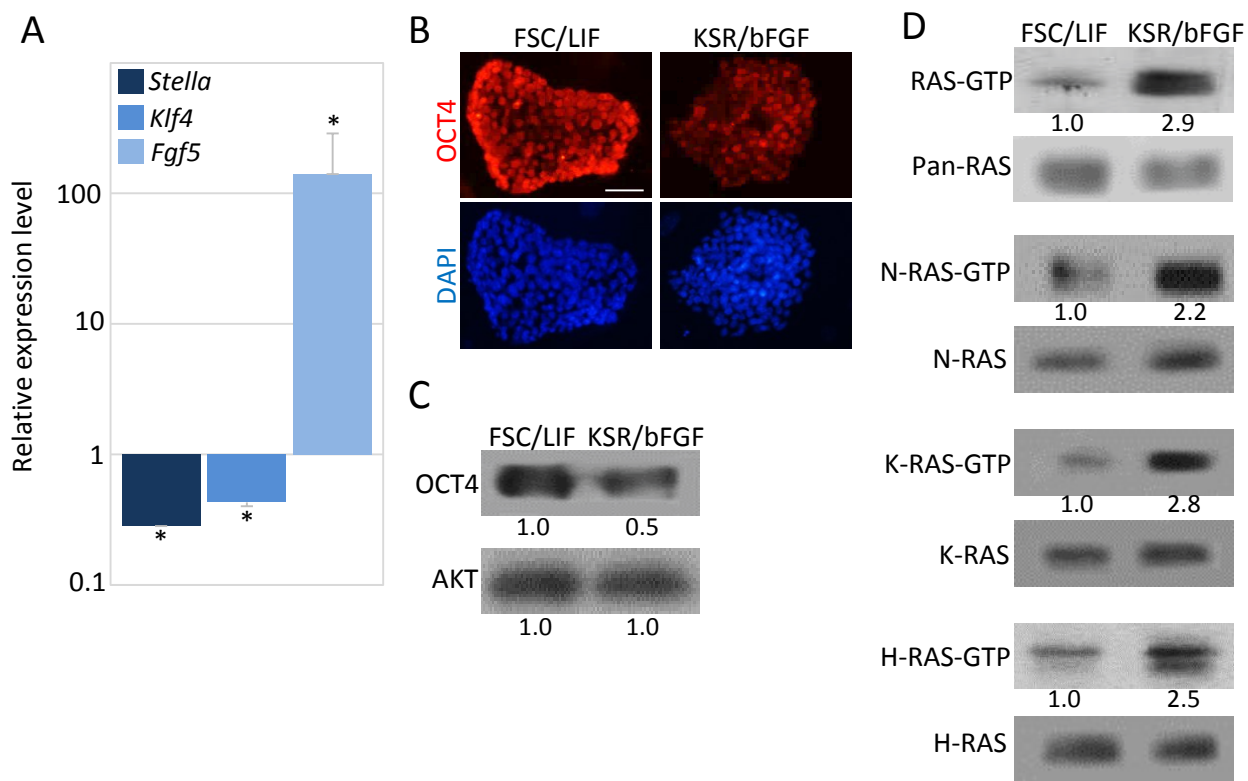 A
Stella
Klf4
Fgf5
Relative expression level
100
10
1
0.1
*
*
*
B
FSC/LIF KSR/bFGF
OCT4
DAPI
C
FSC/LIF KSR/bFGF
OCT4
1.0 0.5
AKT
1.0 1.0
D
FSC/LIF KSR/bFGF
RAS-GTP
1.0 2.9
Pan-RAS
N-RAS-GTP
1.0 2.2
N-RAS
K-RAS-GTP
1.0 2.8
K-RAS
H-RAS-GTP
1.0 2.5
H-RAS